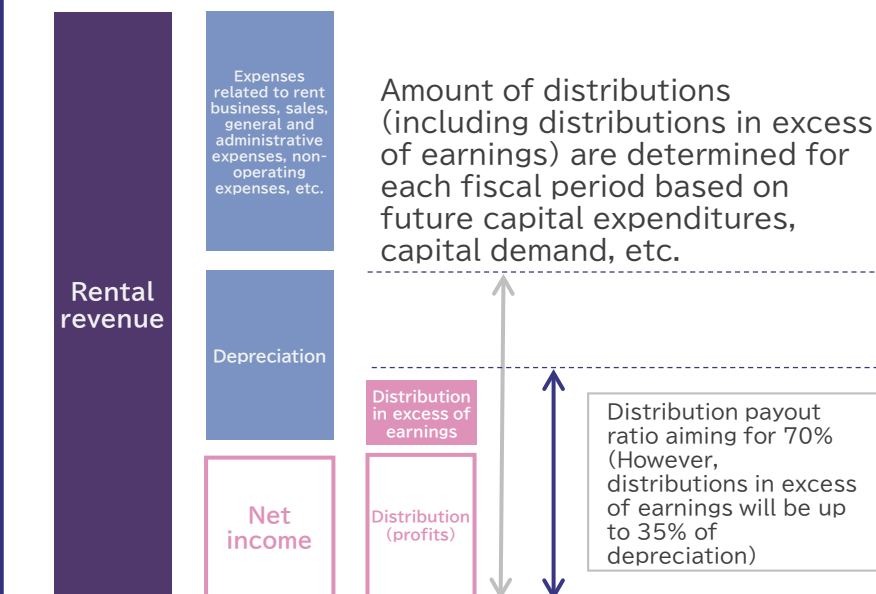 Rental
revenue
Expenses
related to rent
business, sales,
general and
administrative
expenses, non-
operating
expenses, etc.
Depreciation
Net
income
Amount of distributions
(including distributions in excess
of earnings) are determined for
each fiscal period based on
future capital expenditures,
capital demand, etc.
Distribution
in excess of
earnings
Distribution
(profits)
Distribution payout
ratio aiming for 70%
(However,
distributions in excess
of earnings will be up
to 35% of
depreciation)